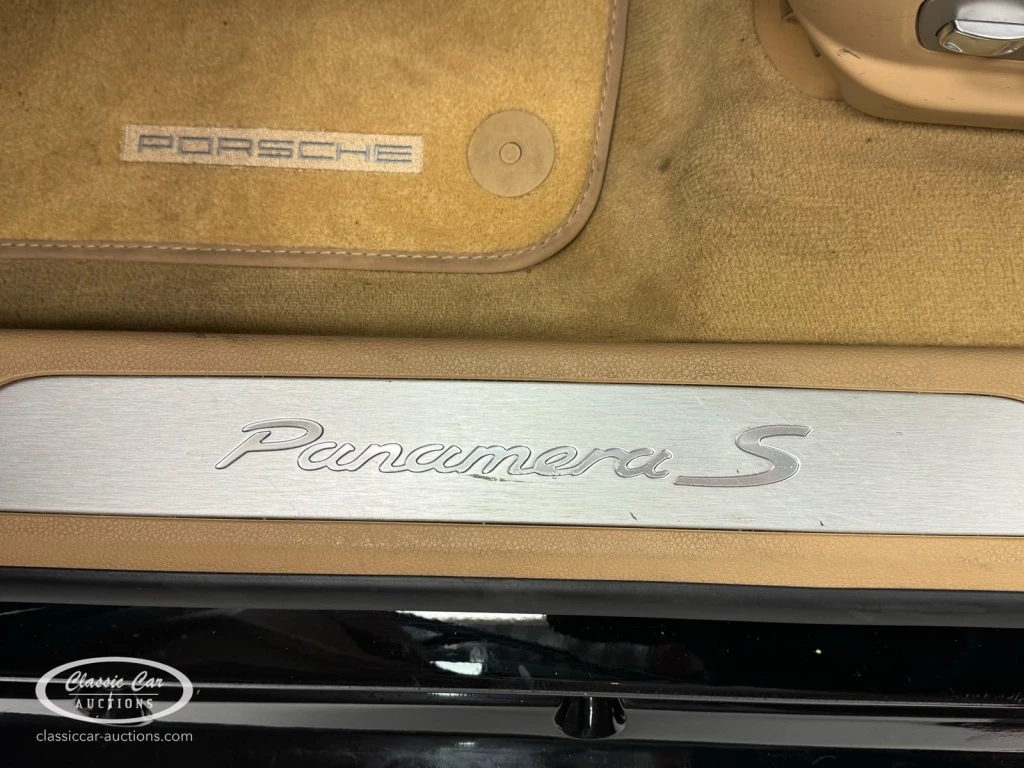 PORSCHE
Panamera S
Classic Car
AUCTIONS
classiccar-auctions.com